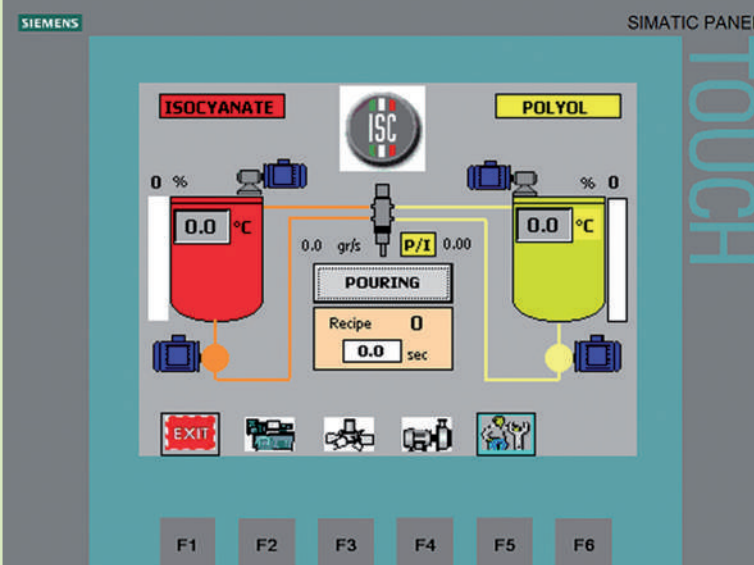 SIEMENS
SIMATIC PANEL
TOUCH
ISOCYANATE
ISC
POLYOL
0 %
% 0
0.0 °C
0.0 °C
0.0 gr/s P/I 0.00
POURING
Recipe 0
0.0 sec
EXIT
F1 F2 F3 F4 F5 F6